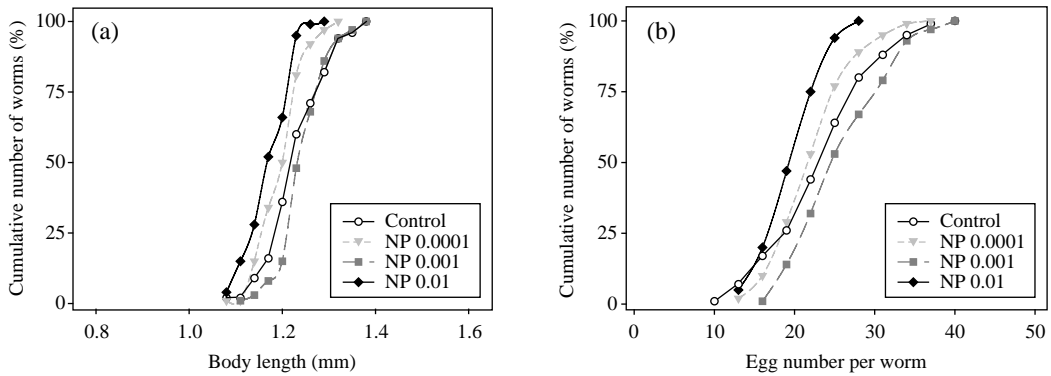 (a)
Cumulative number of worms (%)
100
75
50
25
0
0.8 1.0 1.2 1.4 1.6
Body length (mm)
Control
NP 0.0001
NP 0.001
NP 0.01
(b)
Cumulative number of worms (%)
100
75
50
25
0
0 10 20 30 40 50
Egg number per worm
Control
NP 0.0001
NP 0.001
NP 0.01